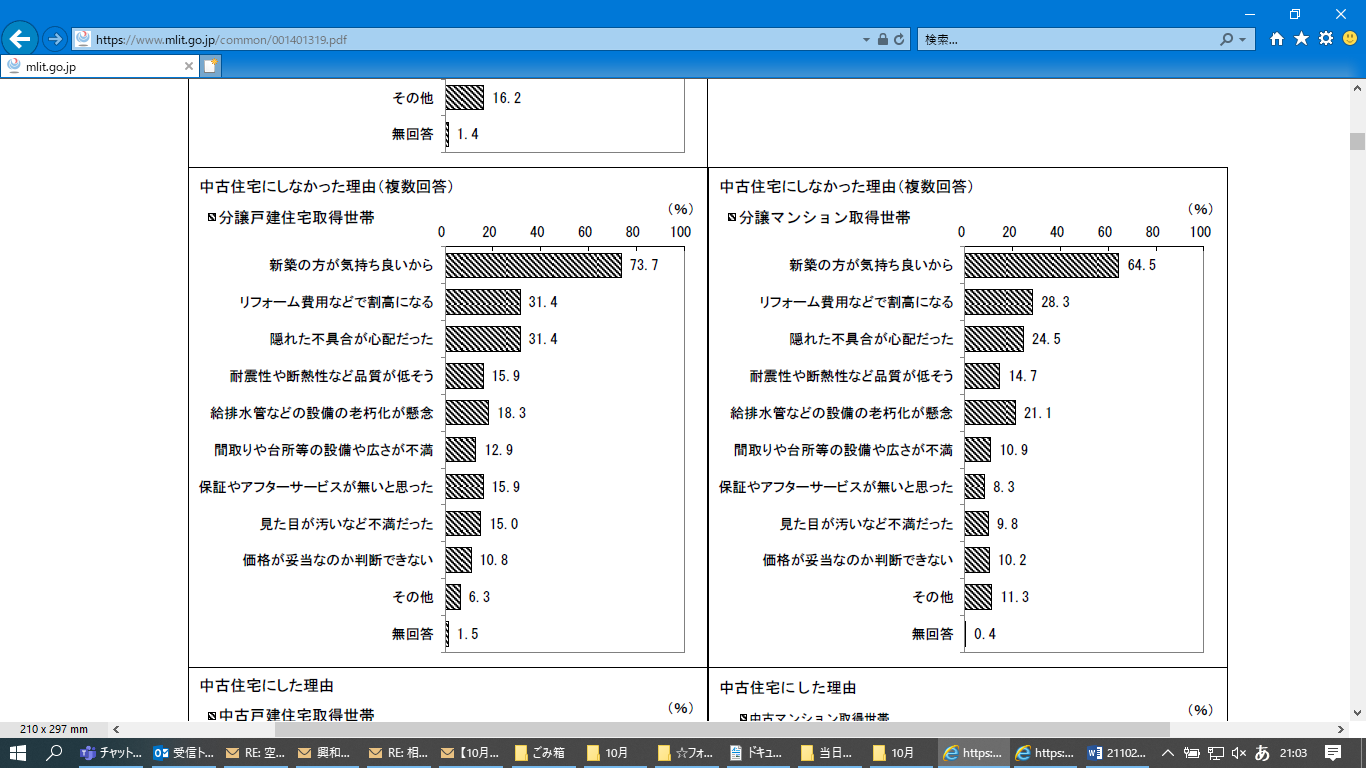 https://www.mlit.go.jp/common/001401319.pdf
検索...
mlit.go.jp
その他 16.2
無回答 1.4
中古住宅にしなかった理由（複数回答）
（％）
分譲戸建住宅取得世帯
0 20 40 60 80 100
新築の方が気持ち良いから 73.7
リフォーム費用などで割高になる 31.4
隠れた不具合が心配だった 31.4
耐震性や断熱性など品質が低そう 15.9
給排水管などの設備の老朽化が懸念 18.3
間取りや台所等の設備や広さが不満 12.9
保証やアフターサービスが無いと思った 15.9
見た目が汚いなど不満だった 15.0
価格が妥当なのか判断できない 10.8
その他 6.3
無回答 1.5
中古住宅にしなかった理由（複数回答）
（％）
分譲マンション取得世帯
0 20 40 60 80 100
新築の方が気持ち良いから 64.5
リフォーム費用などで割高になる 28.3
隠れた不具合が心配だった 24.5
耐震性や断熱性など品質が低そう 14.7
給排水管などの設備の老朽化が懸念 21.1
間取りや台所等の設備や広さが不満 10.9
保証やアフターサービスが無いと思った 8.3
見た目が汚いなど不満だった 9.8
価格が妥当なのか判断できない 10.2
その他 11.3
無回答 0.4
中古住宅にした理由
（％）
中古戸建住宅取得世帯
中古住宅にした理由
（％）
中古マンション取得世帯
210 x 297 mm
チャット... 受信ト... RE: 空... 興和... RE: 相... 【10月... ごみ箱 10月 ☆フォ... ドキュ... 当日... 10月 https:... https:... 21102... あ 21:03